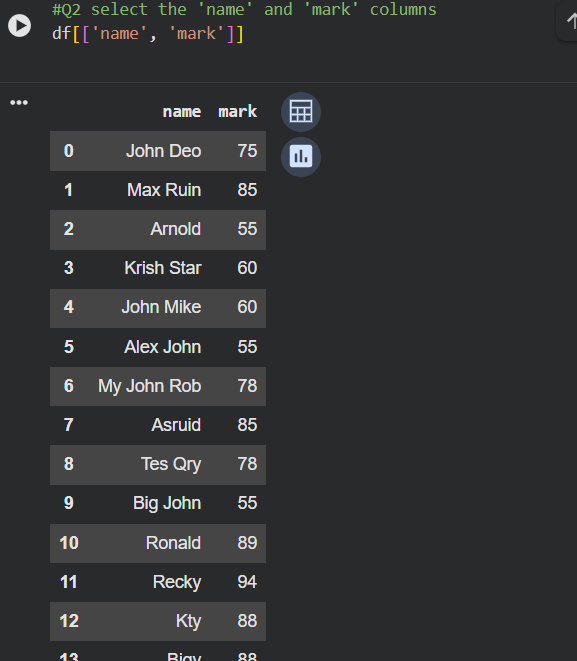 #Q2 select the 'name' and 'mark' columns
df[['name', 'mark']]
name mark
0 John Deo 75
1 Max Ruin 85
2 Arnold 55
3 Krish Star 60
4 John Mike 60
5 Alex John 55
6 My John Rob 78
7 Asruid 85
8 Tes Qry 78
9 Big John 55
10 Ronald 89
11 Recky 94
12 Kty 88
13 Bigy 88